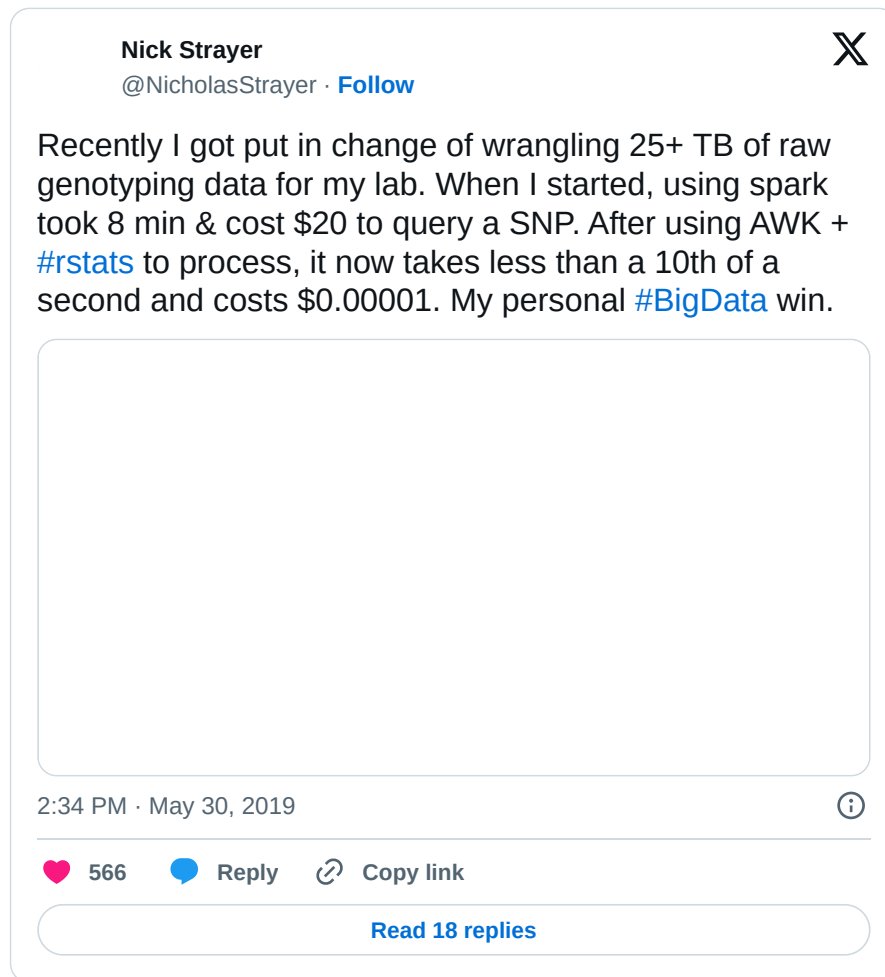 Nick Strayer
@NicholasStrayer · Follow
Recently I got put in change of wrangling 25+ TB of raw
genotyping data for my lab. When I started, using spark
took 8 min & cost $20 to query a SNP. After using AWK +
#rstats to process, it now takes less than a 10th of a
second and costs $0.00001. My personal #BigData win.
2:34 PM · May 30, 2019
566 Reply Copy link
Read 18 replies